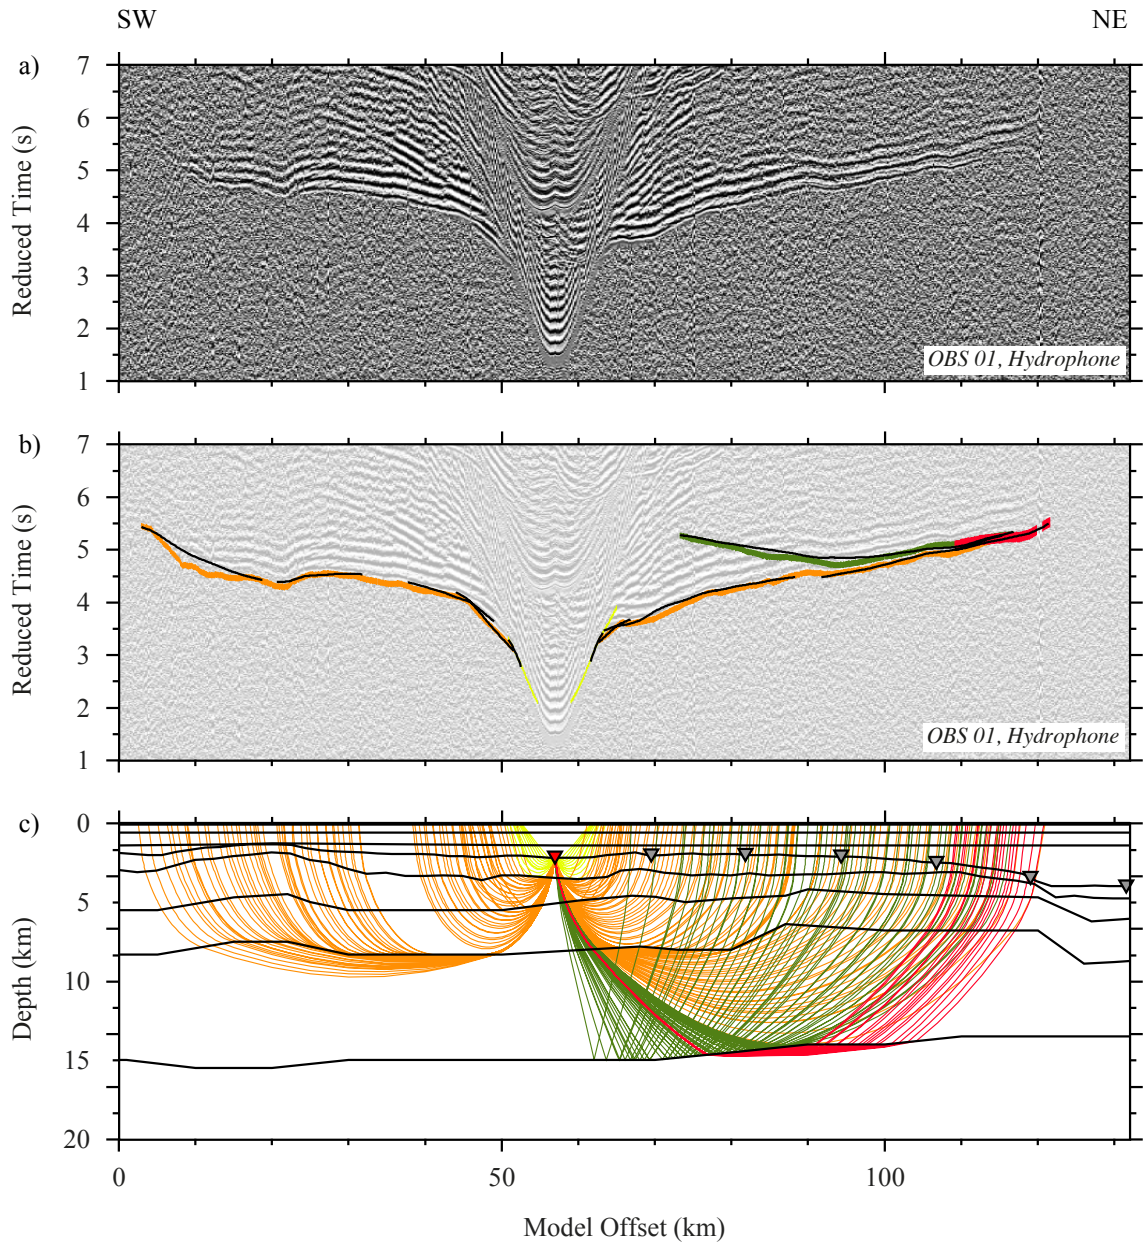 SW NE
a)
7
6
5
4
3
2
1
Reduced Time (s)
OBS 01, Hydrophone
b)
7
6
5
4
3
2
1
Reduced Time (s)
OBS 01, Hydrophone
c)
0
5
10
15
20
Depth (km)
0 50 100
Model Offset (km)